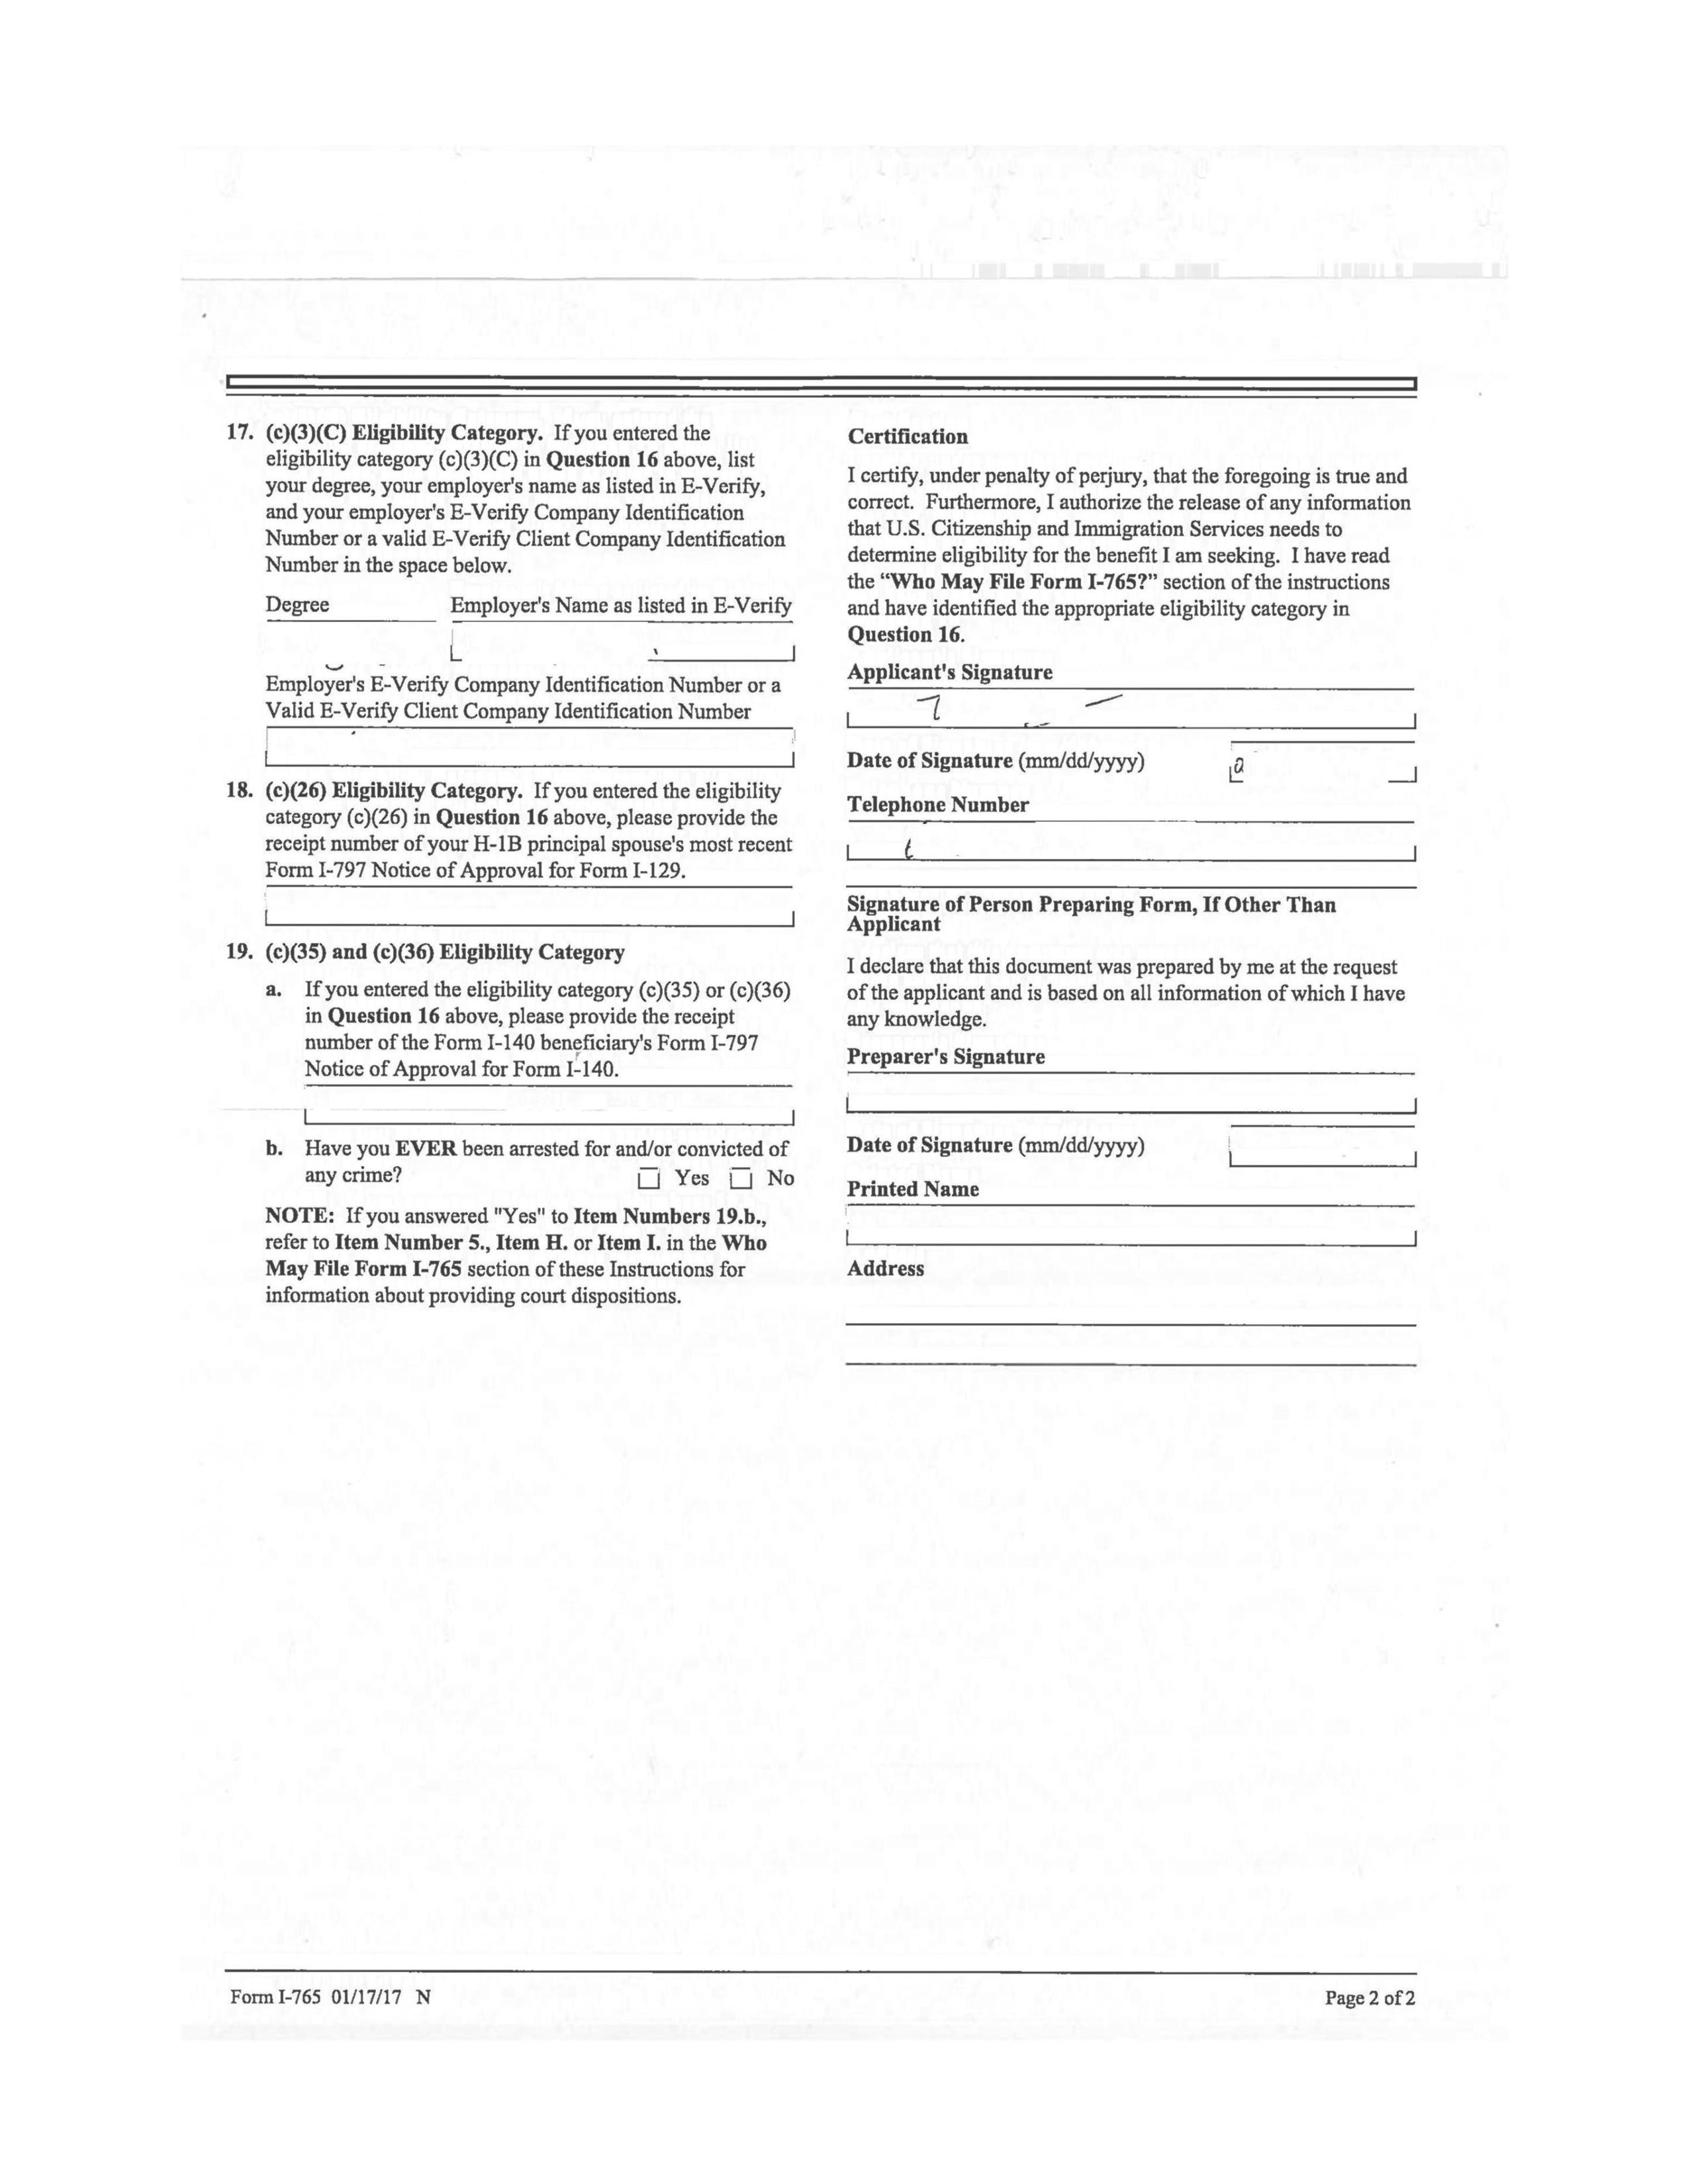 17. (c)(3)(C) Eligibility Category. If you entered the
eligibility category (c)(3)(C) in Question 16 above, list
your degree, your employer's name as listed in E-Verify,
and your employer's E-Verify Company Identification
Number or a valid E-Verify Client Company Identification
Number in the space below.
Degree Employer's Name as listed in E-Verify
Employer's E-Verify Company Identification Number or a
Valid E-Verify Client Company Identification Number
18. (c)(26) Eligibility Category. If you entered the eligibility
category (c)(26) in Question 16 above, please provide the
receipt number of your H-1B principal spouse's most recent
Form I-797 Notice of Approval for Form I-129.
19. (c)(35) and (c)(36) Eligibility Category
a. If you entered the eligibility category (c)(35) or (c)(36)
in Question 16 above, please provide the receipt
number of the Form I-140 beneficiary's Form I-797
Notice of Approval for Form I-140.
b. Have you EVER been arrested for and/or convicted of
any crime? Yes No
NOTE: If you answered "Yes" to Item Numbers 19.b.,
refer to Item Number 5., Item H. or Item I. in the Who
May File Form I-765 section of these Instructions for
information about providing court dispositions.
Certification
I certify, under penalty of perjury, that the foregoing is true and
correct. Furthermore, I authorize the release of any information
that U.S. Citizenship and Immigration Services needs to
determine eligibility for the benefit I am seeking. I have read
the “Who May File Form I-765?” section of the instructions
and have identified the appropriate eligibility category in
Question 16.
Applicant's Signature
Date of Signature (mm/dd/yyyy)
Telephone Number
Signature of Person Preparing Form, If Other Than
Applicant
I declare that this document was prepared by me at the request
of the applicant and is based on all information of which I have
any knowledge.
Preparer's Signature
Date of Signature (mm/dd/yyyy)
Printed Name
Address
Form I-765 01/17/17 N Page 2 of 2